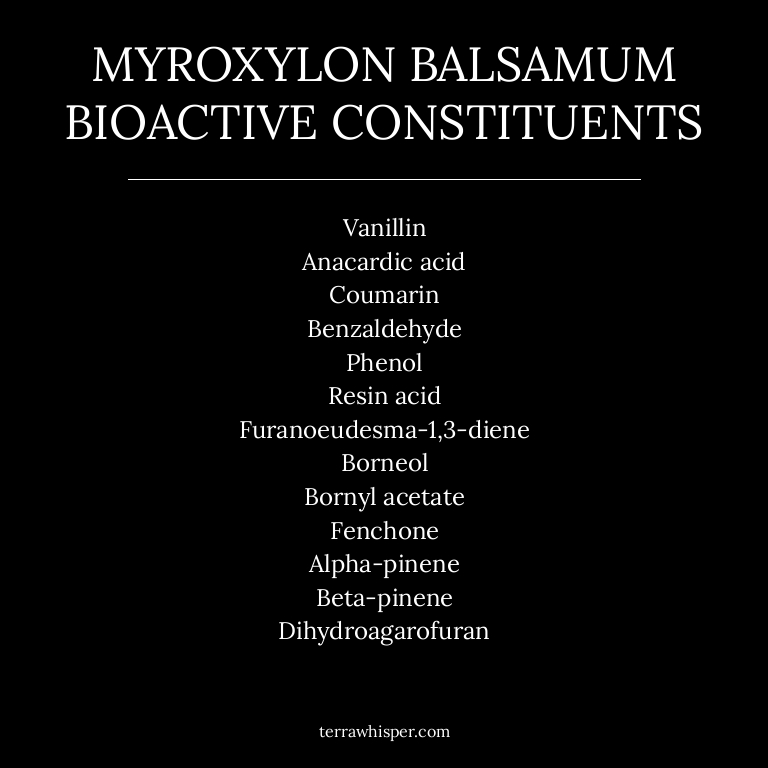 MYROXYLON BALSAMUM
BIOACTIVE CONSTITUENTS
Vanillin
Anacardic acid
Coumarin
Benzaldehyde
Phenol
Resin acid
Furanoeudesma-1,3-diene
Borneol
Bornyl acetate
Fenchone
Alpha-pinene
Beta-pinene
Dihydroagarofuran
terrawhisper.com